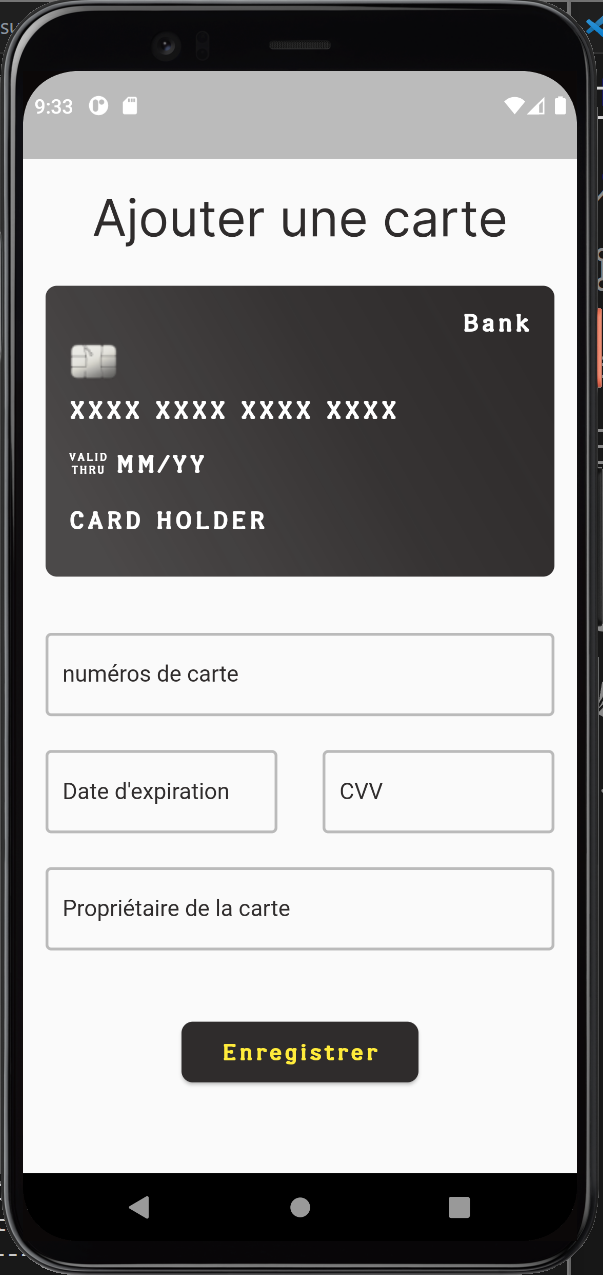 9:33
Ajouter une carte
Bank
XXXX XXXX XXXX XXXX
VALID
THRU MM/YY
CARD HOLDER
numéros de carte
Date d'expiration CVV
Propriétaire de la carte
Enregistrer